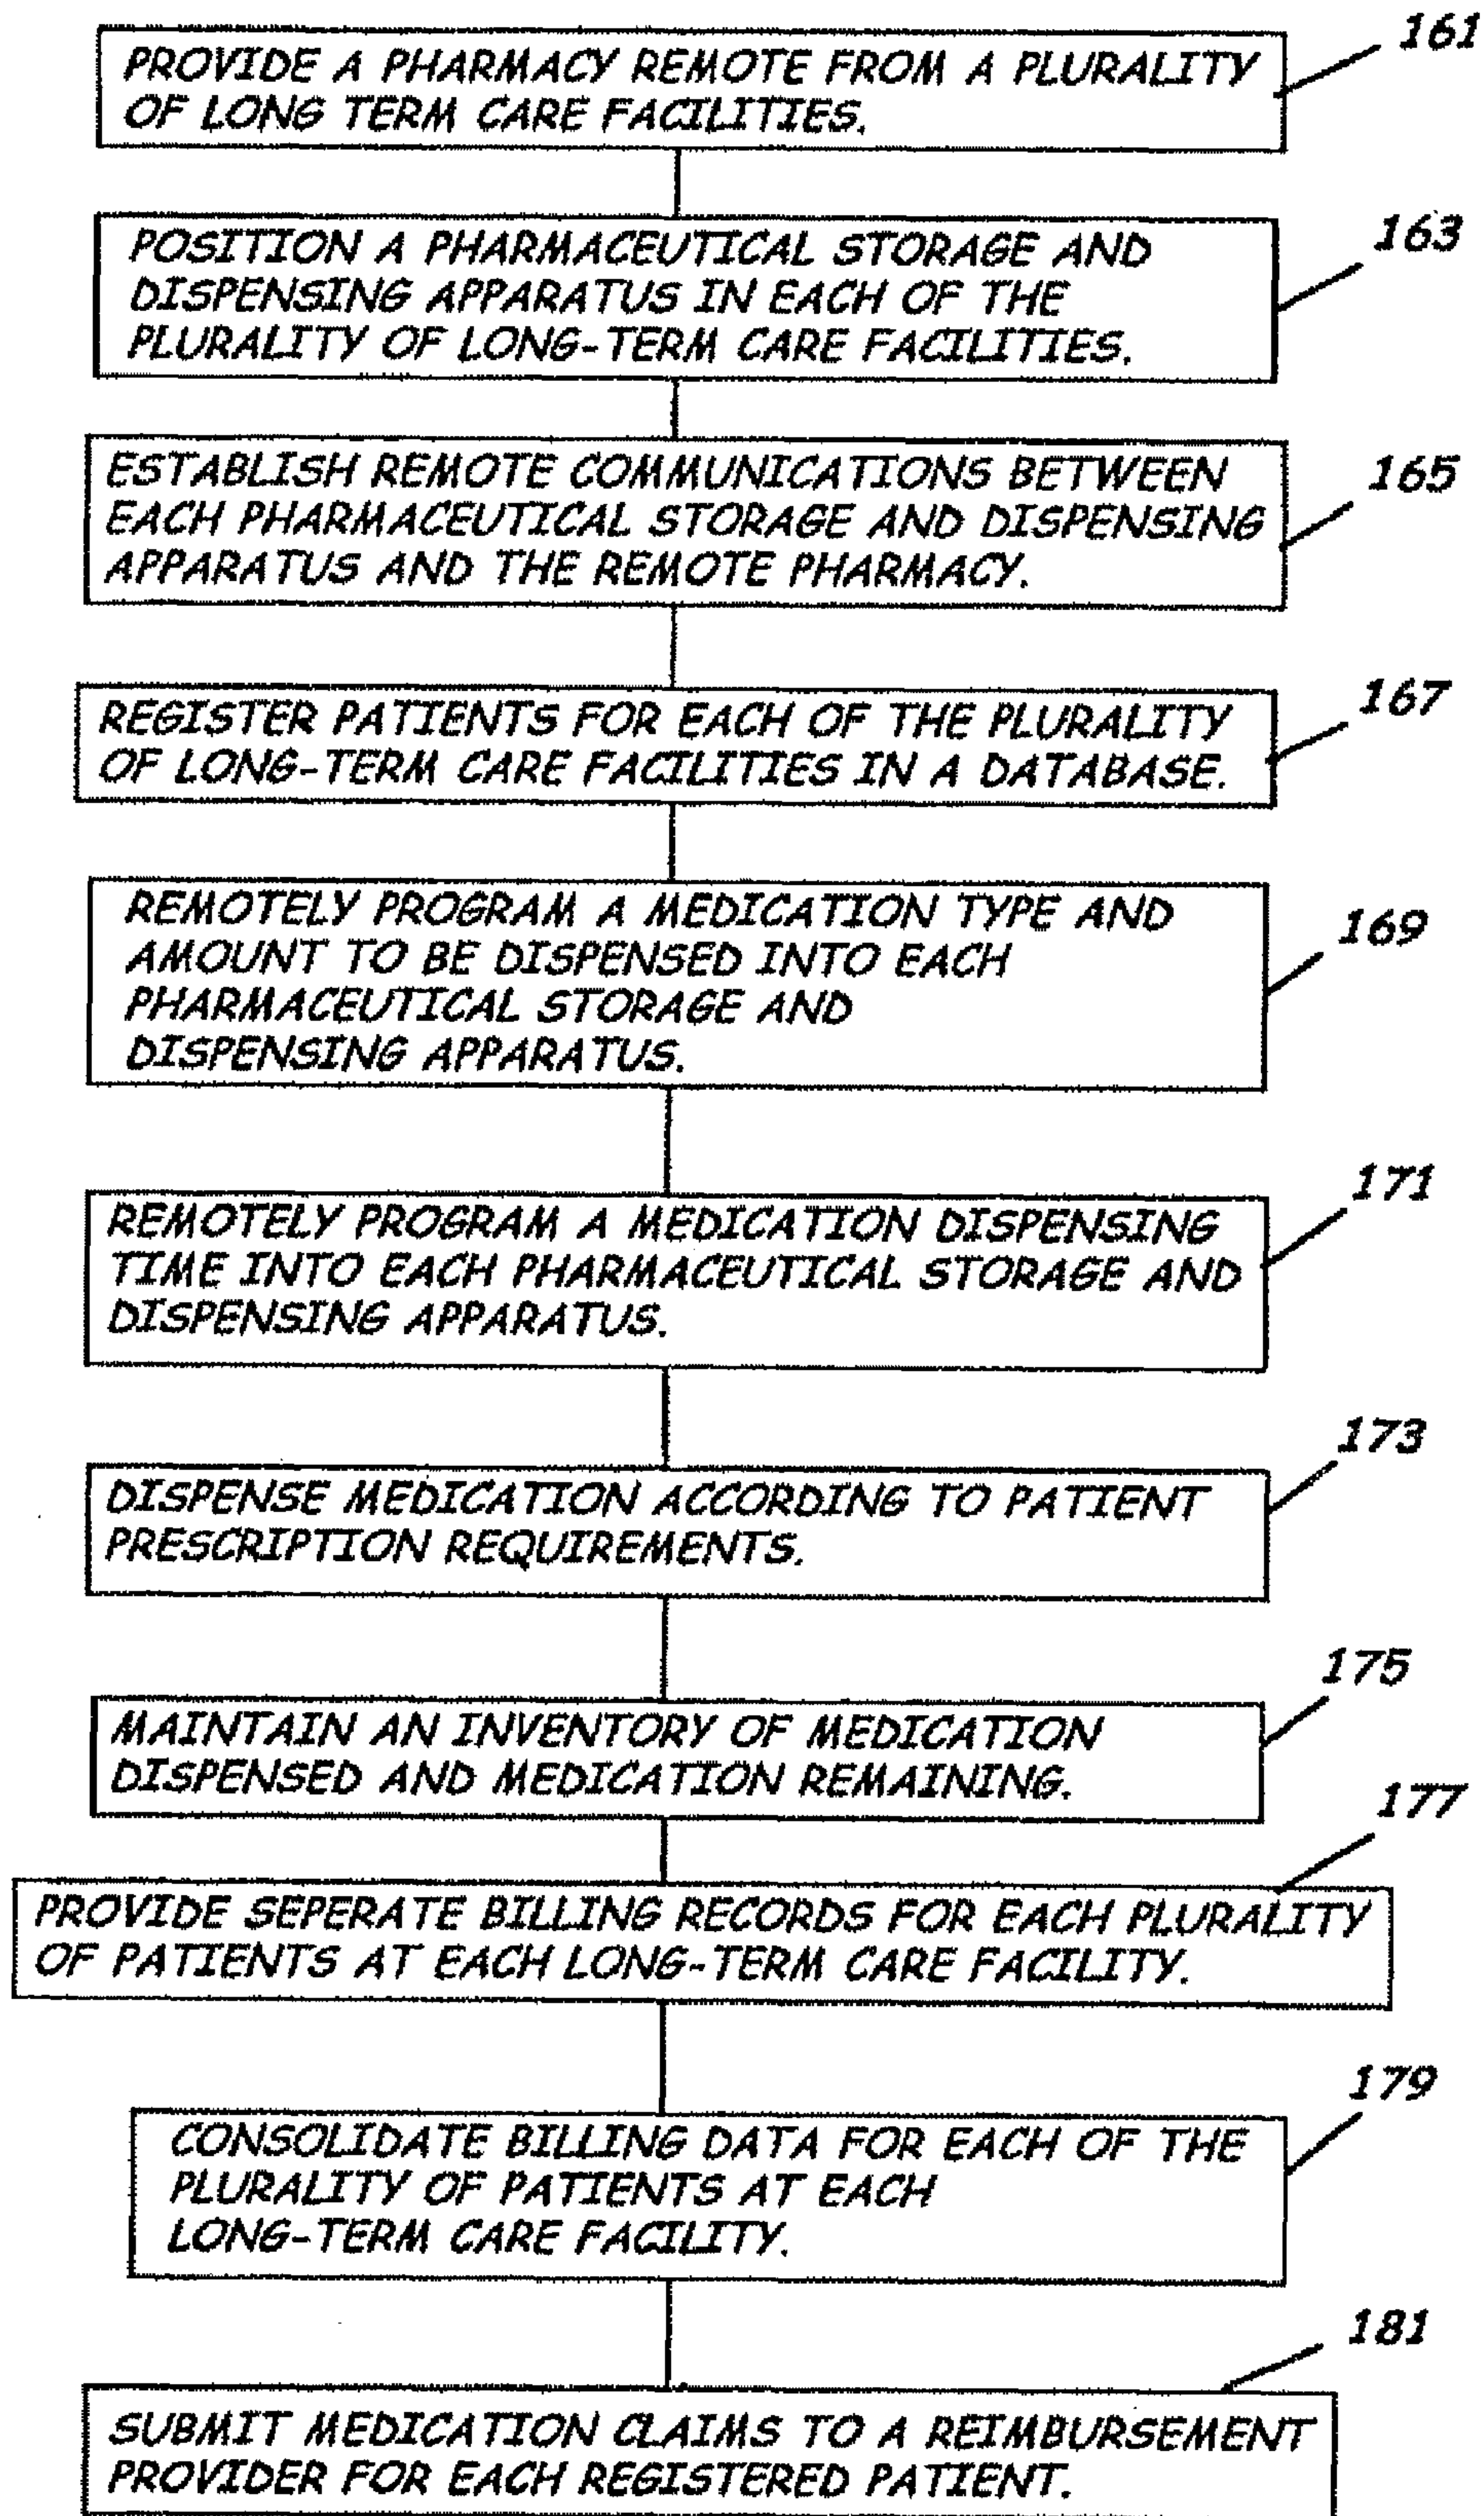 161
PROVIDE A PHARMACY REMOTE FROM A PLURALITY
OF LONG TERM CARE FACILITIES.
163
POSITION A PHARMACEUTICAL STORAGE AND
DISPENSING APPARATUS IN EACH OF THE
PLURALITY OF LONG-TERM CARE FACILITIES.
165
ESTABLISH REMOTE COMMUNICATIONS BETWEEN
EACH PHARMACEUTICAL STORAGE AND DISPENSING
APPARATUS AND THE REMOTE PHARMACY.
167
REGISTER PATIENTS FOR EACH OF THE PLURALITY
OF LONG-TERM CARE FACILITIES IN A DATABASE.
169
REMOTELY PROGRAM A MEDICATION TYPE AND
AMOUNT TO BE DISPENSED INTO EACH
PHARMACEUTICAL STORAGE AND
DISPENSING APPARATUS.
171
REMOTELY PROGRAM A MEDICATION DISPENSING
TIME INTO EACH PHARMACEUTICAL STORAGE AND
DISPENSING APPARATUS.
173
DISPENSE MEDICATION ACCORDING TO PATIENT
PRESCRIPTION REQUIREMENTS.
175
MAINTAIN AN INVENTORY OF MEDICATION
DISPENSED AND MEDICATION REMAINING.
177
PROVIDE SEPERATE BILLING RECORDS FOR EACH PLURALITY
OF PATIENTS AT EACH LONG-TERM CARE FACILITY.
179
CONSOLIDATE BILLING DATA FOR EACH OF THE
PLURALITY OF PATIENTS AT EACH
LONG-TERM CARE FACILITY.
181
SUBMIT MEDICATION CLAIMS TO A REIMBURSEMENT
PROVIDER FOR EACH REGISTERED PATIENT.